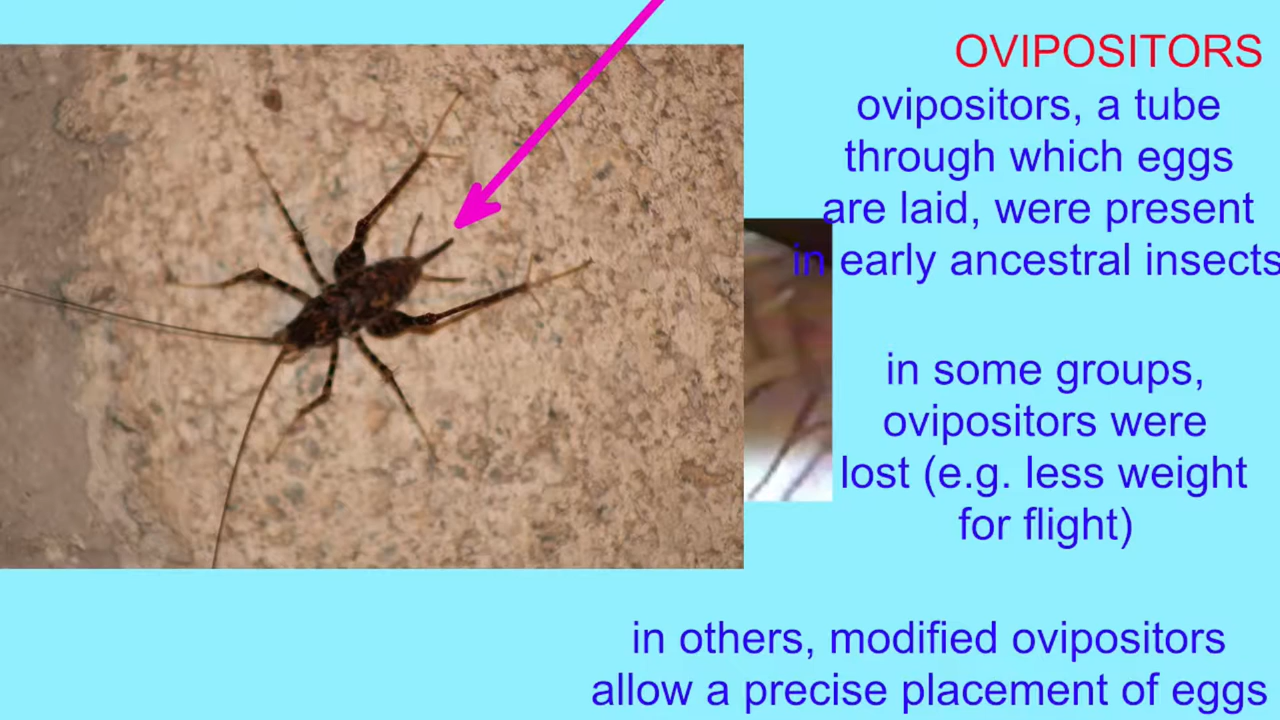 OVIPOSITORS
ovipositors, a tube
through which eggs
are laid, were present
in early ancestral insects
in some groups,
ovipositors were
lost (e.g. less weight
for flight)
in others, modified ovipositors
allow a precise placement of eggs